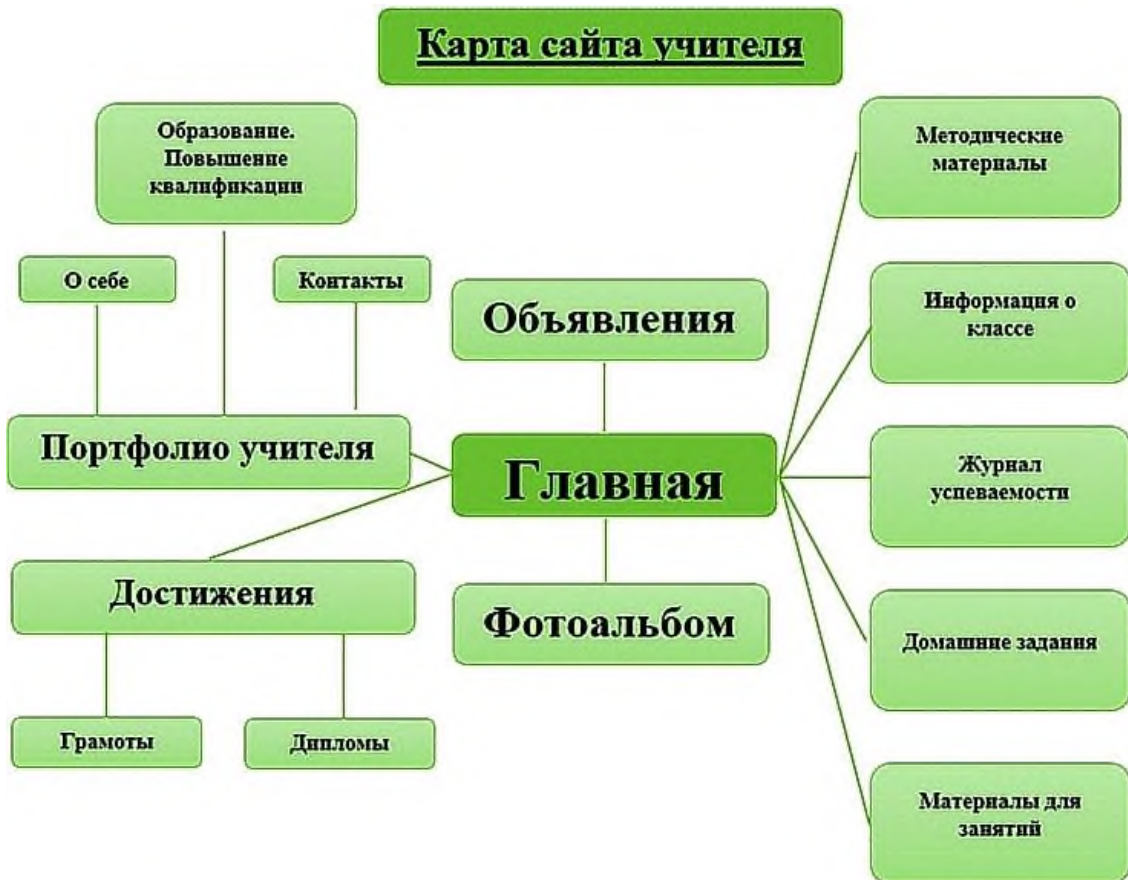 Карта сайта учителя
Образование.
Повышение
квалификации
О себе
Контакты
Портфолио учителя
Достижения
Грамоты
Дипломы
Объявления
Главная
Фотоальбом
Методические
материалы
Информация о
классе
Журнал
успеваемости
Домашние задания
Материалы для
занятий